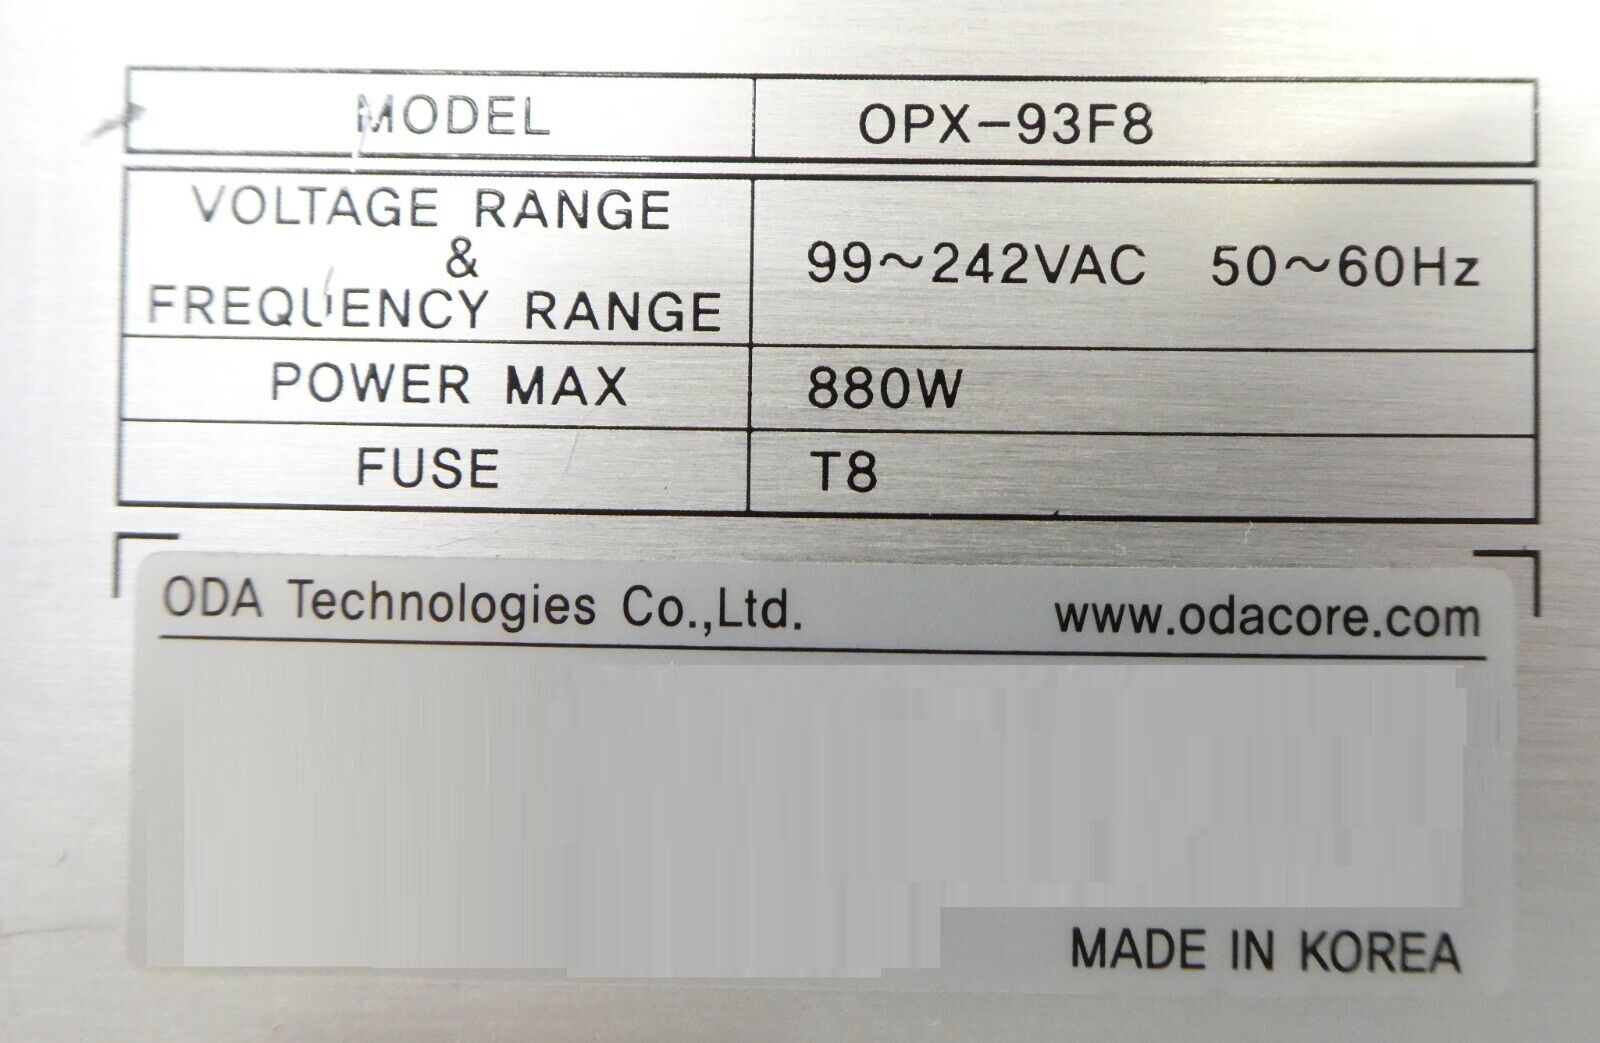 MODEL OPX-93F8
VOLTAGE RANGE
&
FREQUENCY RANGE
99~242VAC 50~60Hz
POWER MAX 880W
FUSE T8
ODA Technologies Co.,Ltd. www.odacore.com
MADE IN KOREA